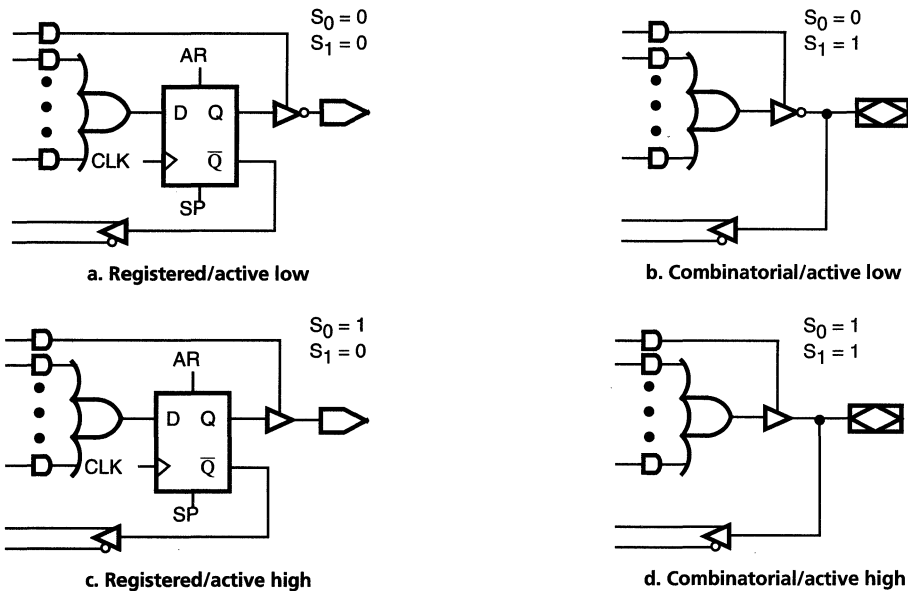 S0 = 0
S1 = 0
AR
D Q
CLK
Q̅
SP
a. Registered/active low
S0 = 0
S1 = 1
b. Combinatorial/active low
S0 = 1
S1 = 0
AR
D Q
CLK
Q̅
SP
c. Registered/active high
S0 = 1
S1 = 1
d. Combinatorial/active high